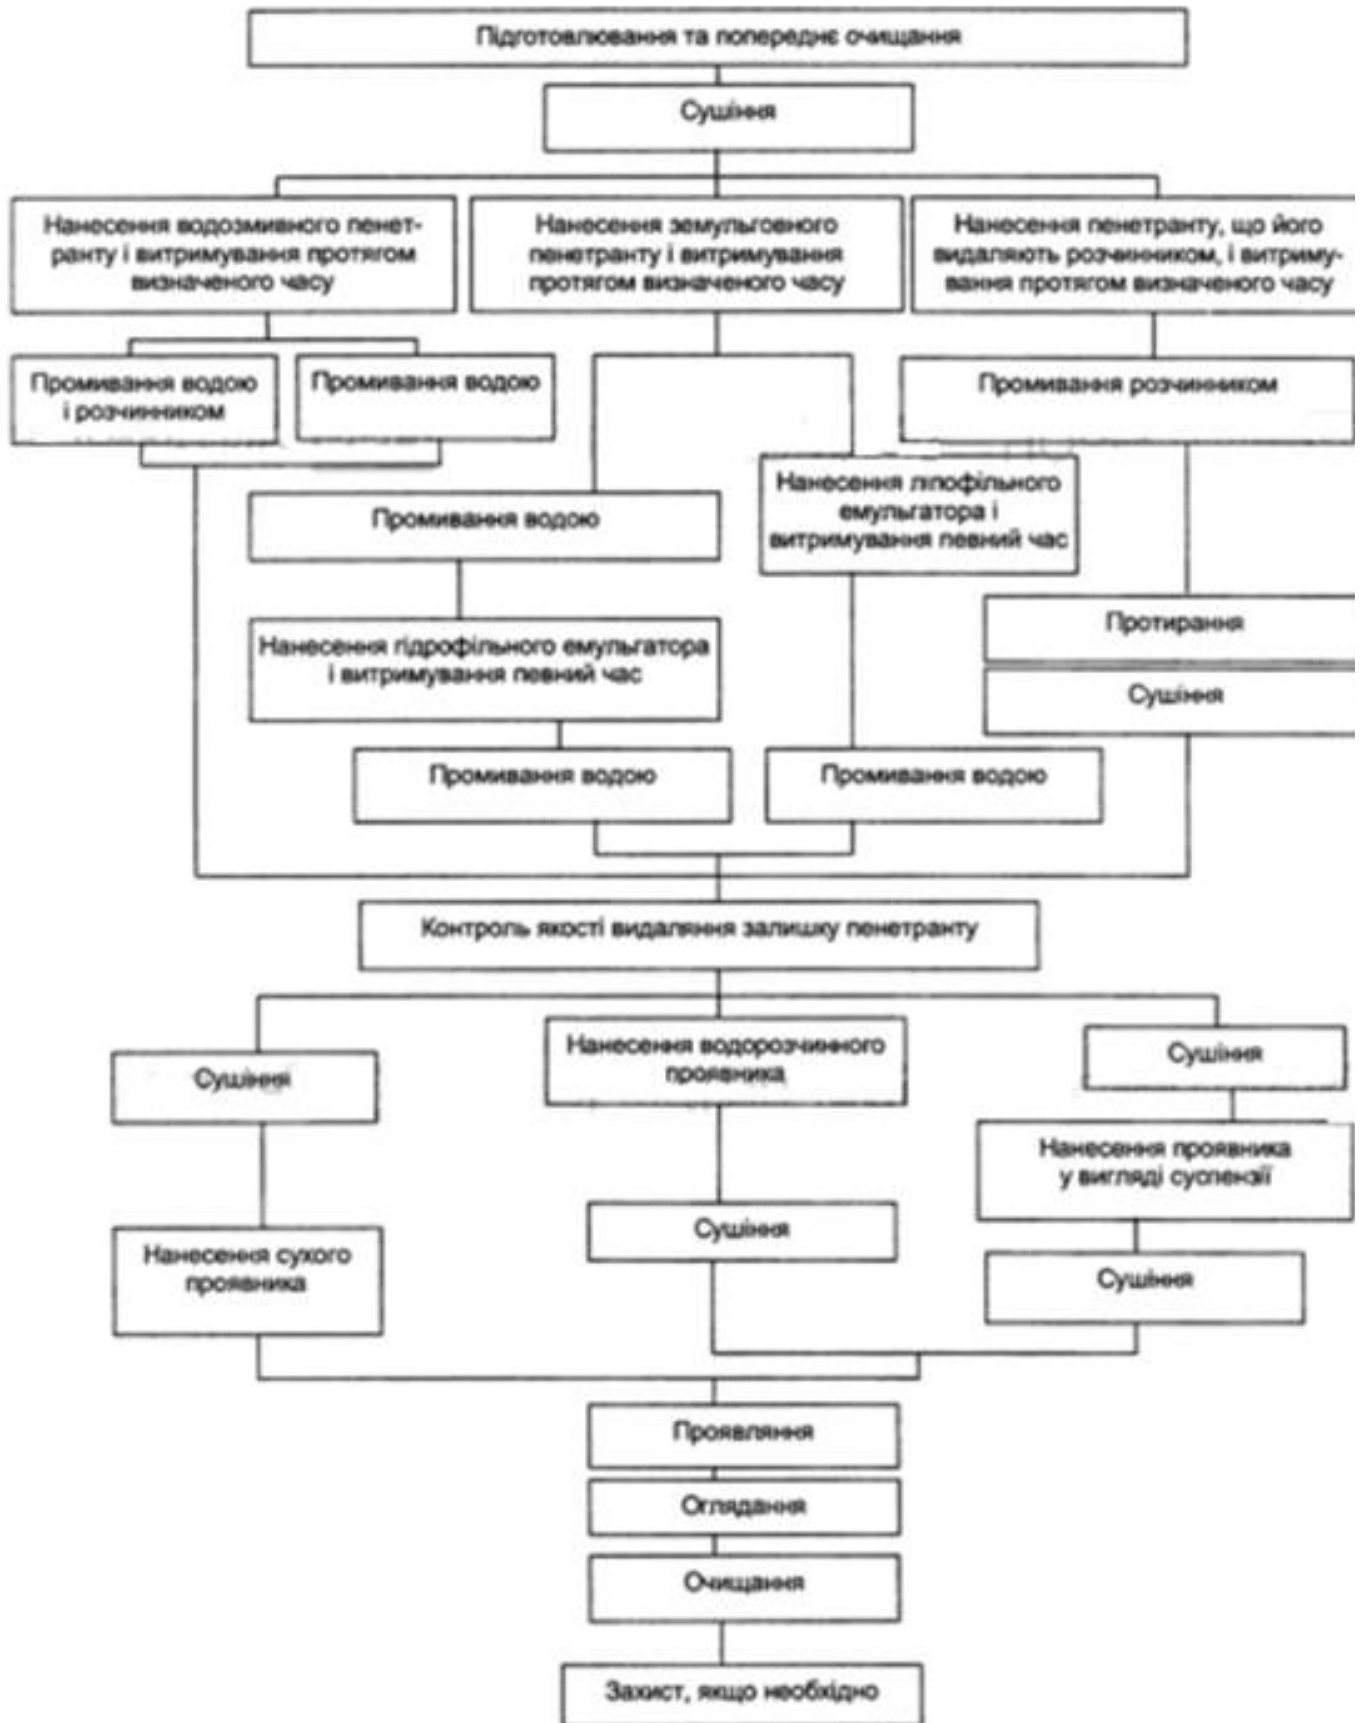 Підготовлювання та попереднє очищання
Сушіння
Нанесення водозмивного пенет-
ранту і витримування протягом
визначеного часу
Нанесення земульговного
пенетранту і витримування
протягом визначеного часу
Нанесення пенетранту, що його
видаляють розчинником, і витриму-
вання протягом визначеного часу
Промивання водою
і розчинником
Промивання водою
Промивання розчинником
Промивання водою
Нанесення ліпофільного
емульгатора і
витримування певний час
Нанесення гідрофільного емульгатора
і витримування певний час
Протирання
Сушіння
Промивання водою
Промивання водою
Контроль якості видаляння залишку пенетранту
Сушіння
Нанесення водорозчинного
проявника
Сушіння
Нанесення проявника
у вигляді суспензії
Нанесення сухого
проявника
Сушіння
Сушіння
Проявляння
Оглядання
Очищання
Захист, якщо необхідно